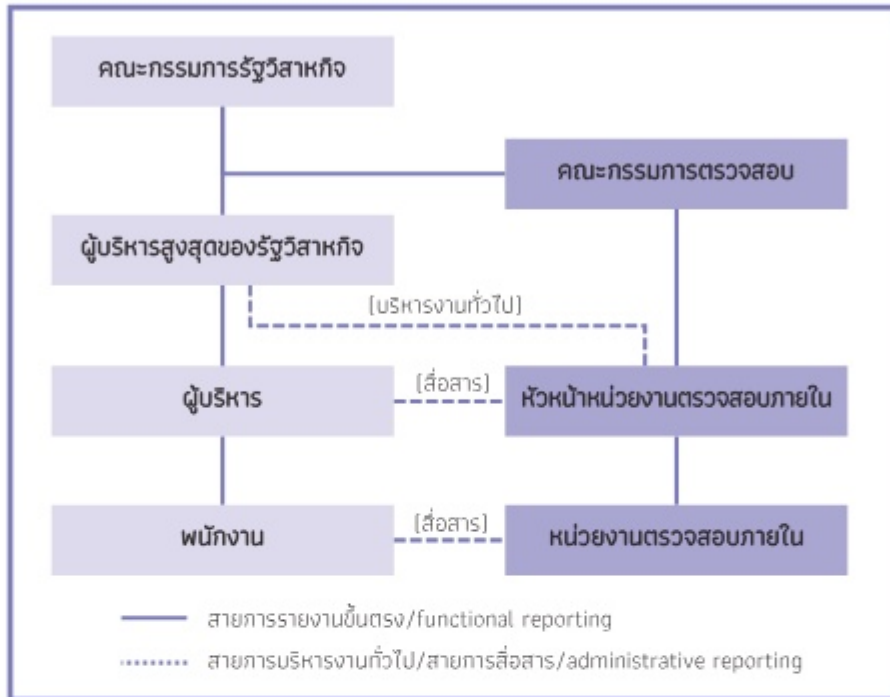 คณะกรรมการรัฐวิสาหกิจ
คณะกรรมการตรวจสอบ
ผู้บริหารสูงสุดของรัฐวิสาหกิจ
(บริหารงานทั่วไป)
ผู้บริหาร
(สื่อสาร)
หัวหน้าหน่วยงานตรวจสอบภายใน
พนักงาน
(สื่อสาร)
หน่วยงานตรวจสอบภายใน
สายการรายงานขึ้นตรง/functional reporting
สายการบริหารงานทั่วไป/สายการสื่อสาร/administrative reporting